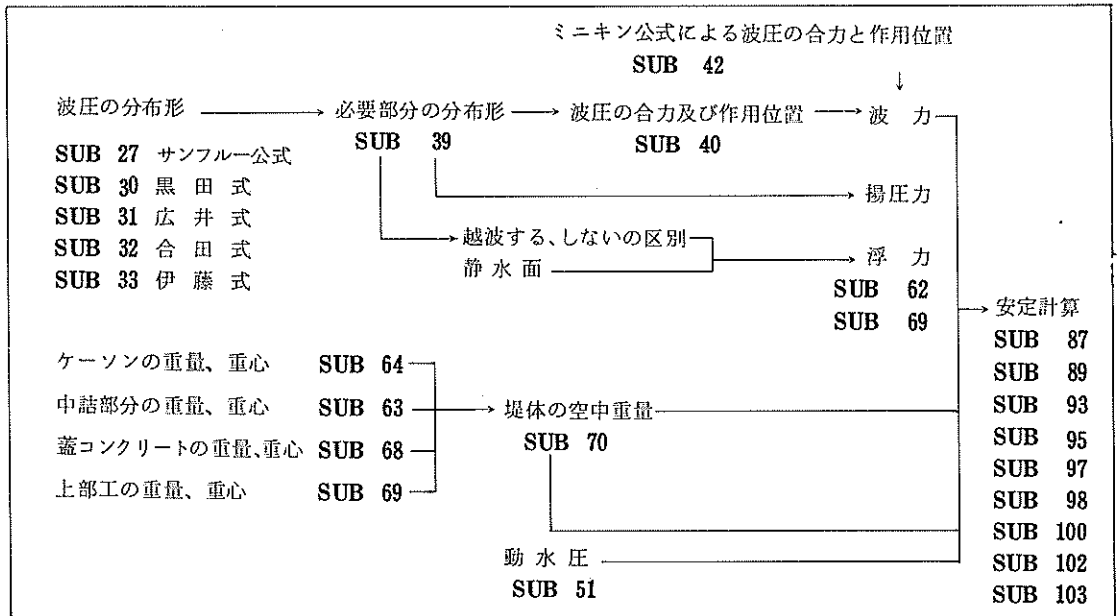 ミニキン公式による波圧の合力と作用位置
SUB 42
波圧の分布形
必要部分の分布形
波圧の合力及び作用位置
波力
SUB 39
SUB 40
SUB 27 サンフルー公式
SUB 30 黒田式
SUB 31 広井式
SUB 32 合田式
SUB 33 伊藤式
揚圧力
越波する、しないの区別
静水面
浮力
SUB 62
SUB 69
安定計算
SUB 87
SUB 89
SUB 93
SUB 95
SUB 97
SUB 98
SUB 100
SUB 102
SUB 103
ケーソンの重量、重心 SUB 64
中詰部分の重量、重心 SUB 63
蓋コンクリートの重量、重心 SUB 68
上部工の重量、重心 SUB 69
堤体の空中重量
SUB 70
動水圧
SUB 51